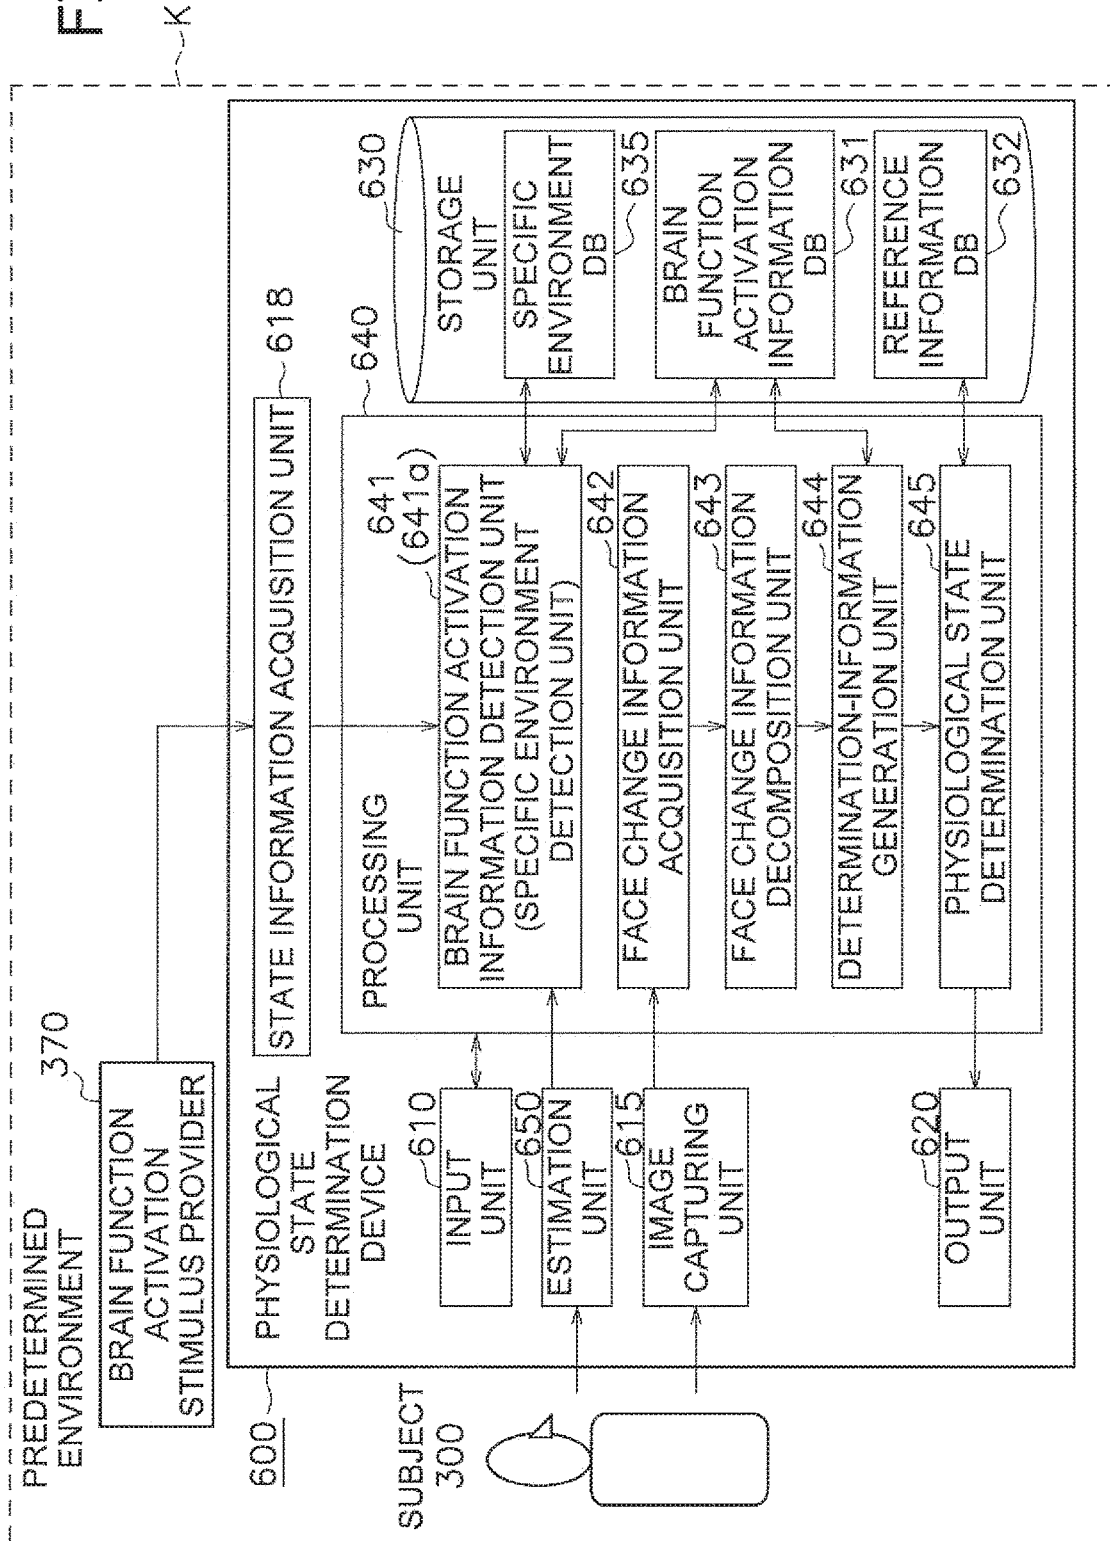 F
K
PREDETERMINED
ENVIRONMENT
370
BRAIN FUNCTION
ACTIVATION
STIMULUS PROVIDER
600
PHYSIOLOGICAL
STATE
DETERMINATION
DEVICE
STATE INFORMATION ACQUISITION UNIT
618
SUBJECT
300
610
INPUT
UNIT
650
ESTIMATION
UNIT
615
IMAGE
CAPTURING
UNIT
620
OUTPUT
UNIT
640
PROCESSING
UNIT
641
(641a)
BRAIN FUNCTION ACTIVATION
INFORMATION DETECTION UNIT
(SPECIFIC ENVIRONMENT
DETECTION UNIT)
642
FACE CHANGE INFORMATION
ACQUISITION UNIT
643
FACE CHANGE INFORMATION
DECOMPOSITION UNIT
644
DETERMINATION-INFORMATION
GENERATION UNIT
645
PHYSIOLOGICAL STATE
DETERMINATION UNIT
630
STORAGE
UNIT
SPECIFIC
ENVIRONMENT
DB
635
BRAIN
FUNCTION
ACTIVATION
INFORMATION
DB
631
REFERENCE
INFORMATION
DB
632